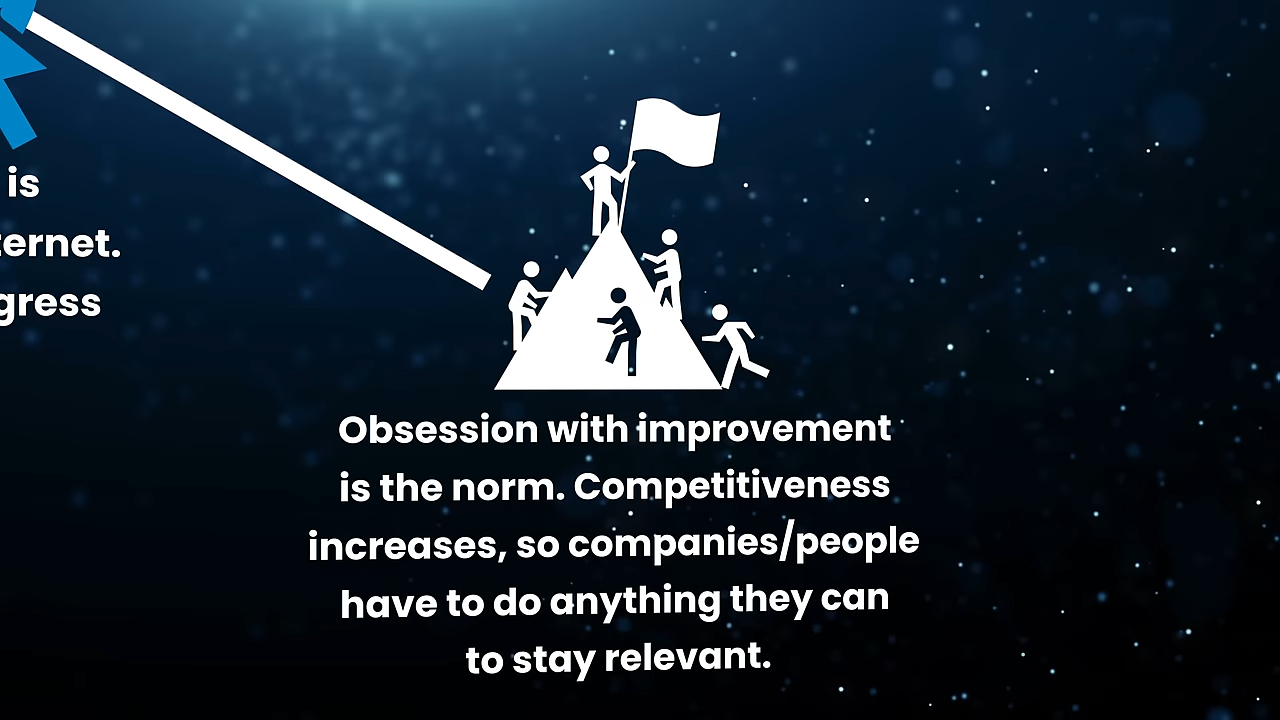 is
ternet.
gress
Obsession with improvement
is the norm. Competitiveness
increases, so companies/people
have to do anything they can
to stay relevant.